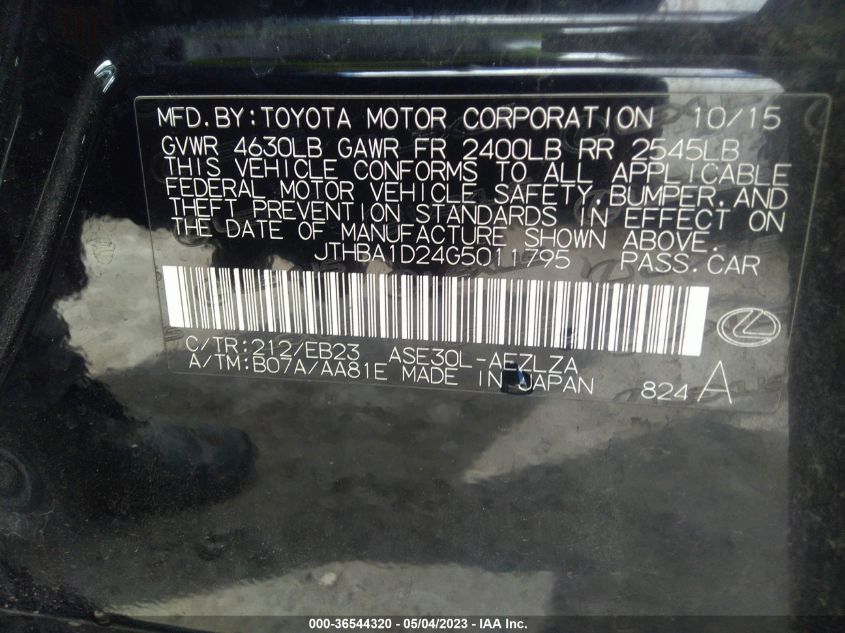 MFD.BY:TOYOTA MOTOR CORPORATION 10/15
GVWR 4630LB GAWR FR 2400LB RR 2545LB
THIS VEHICLE CONFORMS TO ALL APPLICABLE
FEDERAL MOTOR VEHICLE SAFETY,BUMPER,AND
THEFT PREVENTION STANDARDS IN EFFECT ON
THE DATE OF MANUFACTURE SHOWN ABOVE.
JTHBA1D24G5011795 PASS.CAR
C/TR:212/EB23 ASE30L-AEZLZA
A/TM:B07A/AA81E MADE IN JAPAN 824A
000-36544320 - 05/04/2023 - IAA Inc.